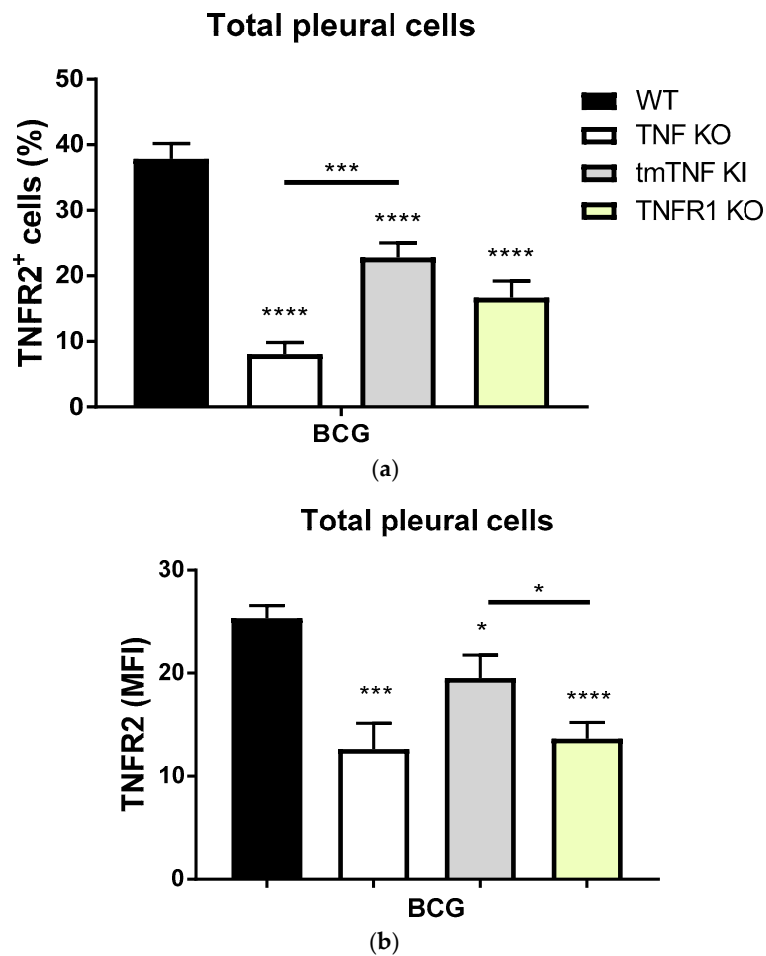 Total pleural cells
TNFR2+ cells (%)
50
40
30
20
10
0
***
****
****
****
BCG
WT
TNF KO
tmTNF KI
TNFR1 KO
(a)
Total pleural cells
TNFR2 (MFI)
30
20
10
0
*
*
***
****
BCG
(b)